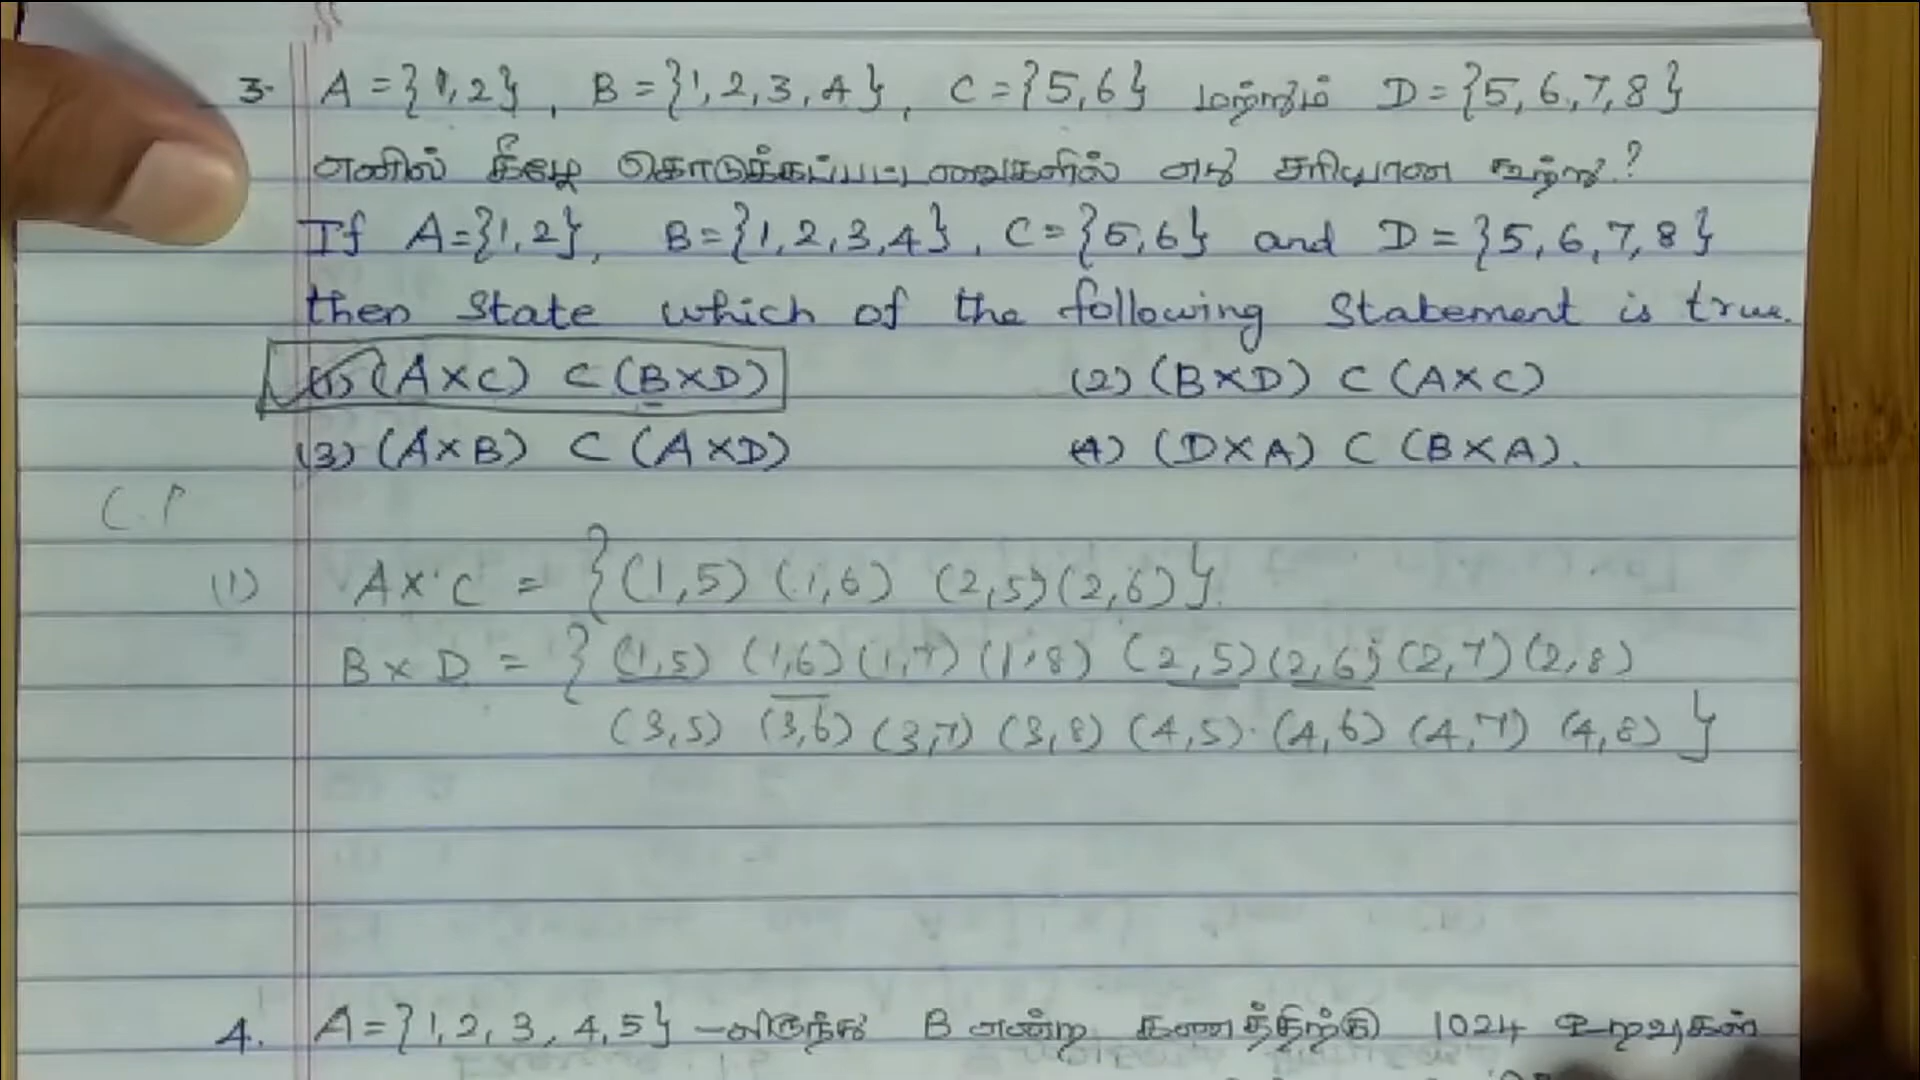 3. A = {1,2}, B = {1,2,3,4}, C = {5,6} மற்றும் D = {5,6,7,8}
எனில் கீழே கொடுக்கப்பட்டவைகளில் எது சரியான கூற்று?
If A={1,2}, B={1,2,3,4}, C={5,6} and D={5,6,7,8}
then state which of the following statement is true.
(1) (A×C) ⊂ (B×D) (2) (B×D) ⊂ (A×C)
(3) (A×B) ⊂ (A×D) (4) (D×A) ⊂ (B×A).
C.P
(1) A×C = {(1,5) (1,6) (2,5) (2,6)}.
B×D = {(1,5) (1,6) (1,7) (1,8) (2,5) (2,6) (2,7) (2,8)
(3,5) (3,6) (3,7) (3,8) (4,5) (4,6) (4,7) (4,8)}
4. A={1,2,3,4,5} -லிருந்து B என்ற கணத்திற்கு 1024 உறவுகள்